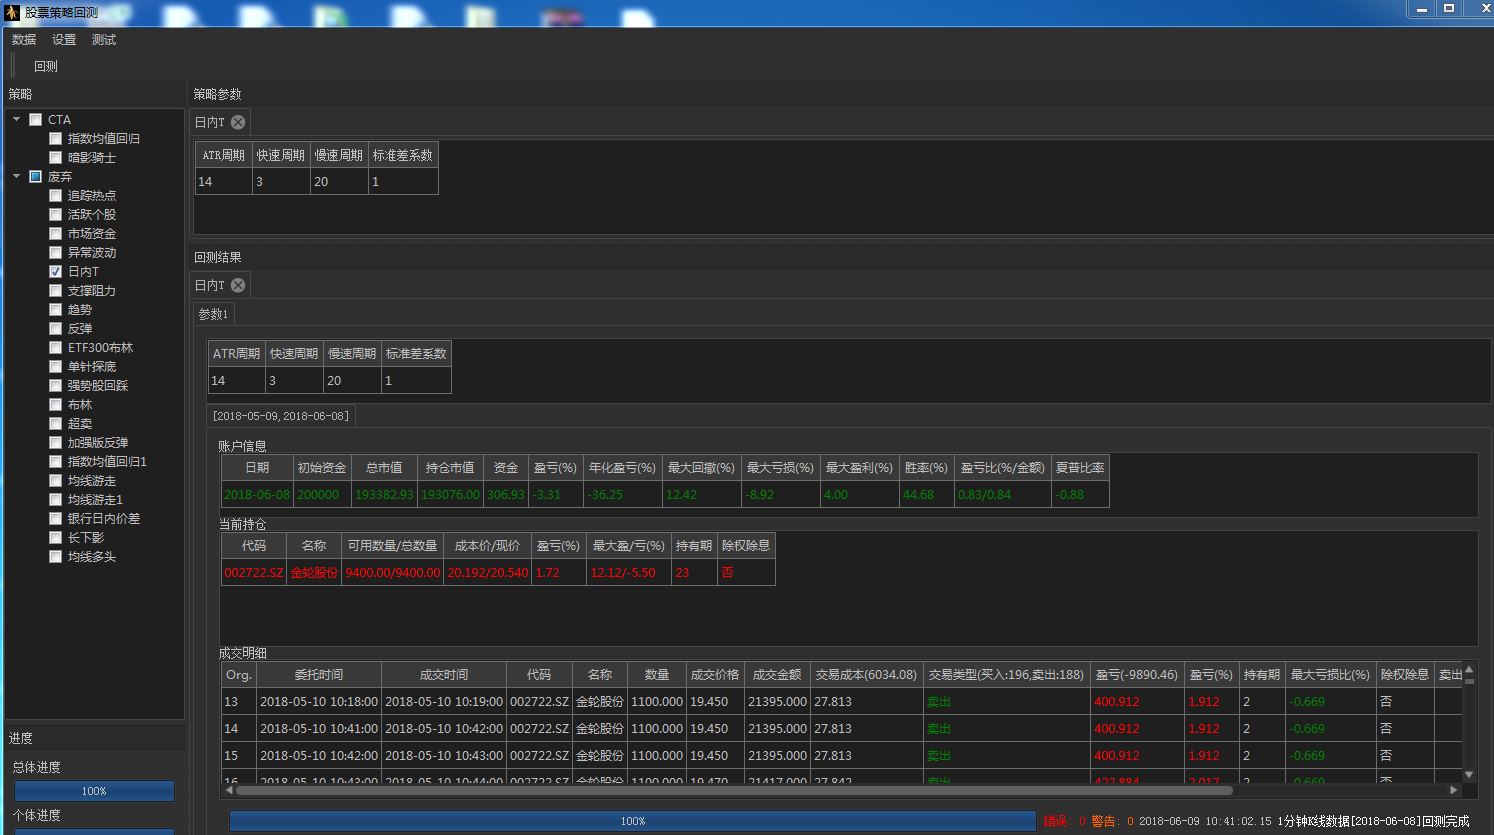 股票策略回测
数据 设置 测试
回测
策略
CTA
指数均值回归
暗影骑士
废弃
追踪热点
活跃个股
市场资金
异常波动
日内T
支撑阻力
趋势
反弹
ETF300布林
单针探底
强势股回踩
布林
超卖
加强版反弹
指数均值回归1
均线游走
均线游走1
银行日内价差
长下影
均线多头
进度
总体进度
100%
个体进度
策略参数
日内T
ATR周期 快速周期 慢速周期 标准差系数
14 3 20 1
回测结果
日内T
参数1
ATR周期 快速周期 慢速周期 标准差系数
14 3 20 1
[2018-05-09,2018-06-08]
账户信息
日期 初始资金 总市值 持仓市值 资金 盈亏(%) 年化盈亏(%) 最大回撤(%) 最大亏损(%) 最大盈利(%) 胜率(%) 盈亏比(%/金额) 夏普比率
2018-06-08 200000 193382.93 193076.00 306.93 -3.31 -36.25 12.42 -8.92 4.00 44.68 0.83/0.84 -0.88
当前持仓
代码 名称 可用数量/总数量 成本价/现价 盈亏(%) 最大盈/亏(%) 持有期 除权除息
002722.SZ 金轮股份 9400.00/9400.00 20.192/20.540 1.72 12.12/-5.50 23 否
成交明细
Org. 委托时间 成交时间 代码 名称 数量 成交价格 成交金额 交易成本(6034.08) 交易类型(买入:196,卖出:188) 盈亏(-9890.46) 盈亏(%) 持有期 最大亏损比(%) 除权除息 卖出
13 2018-05-10 10:18:00 2018-05-10 10:19:00 002722.SZ 金轮股份 1100.000 19.450 21395.000 27.813 卖出 400.912 1.912 2 -0.669 否
14 2018-05-10 10:41:00 2018-05-10 10:42:00 002722.SZ 金轮股份 1100.000 19.450 21395.000 27.813 卖出 400.912 1.912 2 -0.669 否
15 2018-05-10 10:42:00 2018-05-10 10:43:00 002722.SZ 金轮股份 1100.000 19.450 21395.000 27.813 卖出 400.912 1.912 2 -0.669 否
16 2018-05-10 10:43:00 2018-05-10 10:44:00 002722.SZ 金轮股份 1100.000 19.470 21417.000 27.842 卖出 422.884 2.017 2 -0.669 否
100% 错误: 0 警告: 0 2018-06-09 10:41:02.15 1分钟K线数据[2018-06-08]回测完成